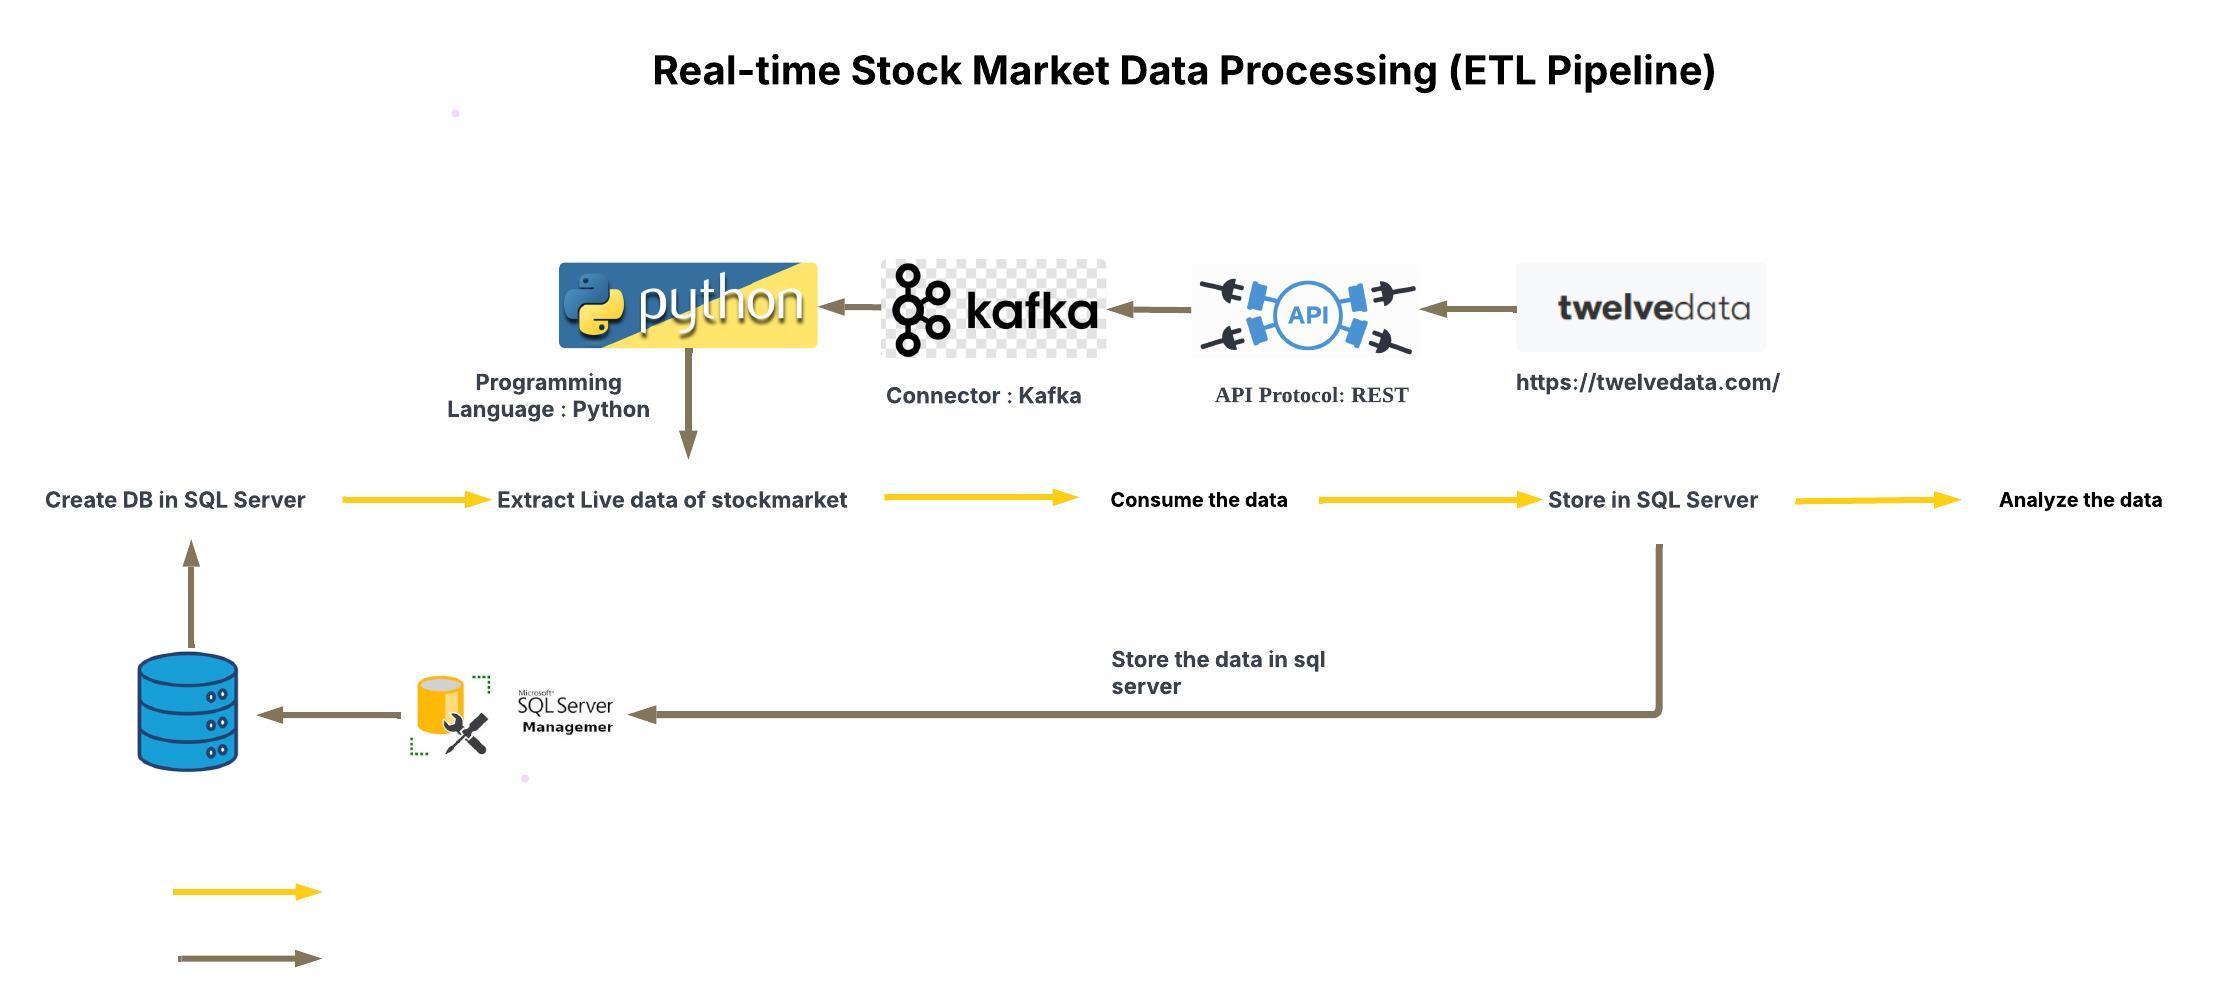 Real-time Stock Market Data Processing (ETL Pipeline)
python
kafka
API
twelvedata
Programming
Language : Python
Connector : Kafka
API Protocol: REST
https://twelvedata.com/
Create DB in SQL Server
Extract Live data of stockmarket
Consume the data
Store in SQL Server
Analyze the data
Store the data in sql
server
Microsoft
SQL Server
Managemer